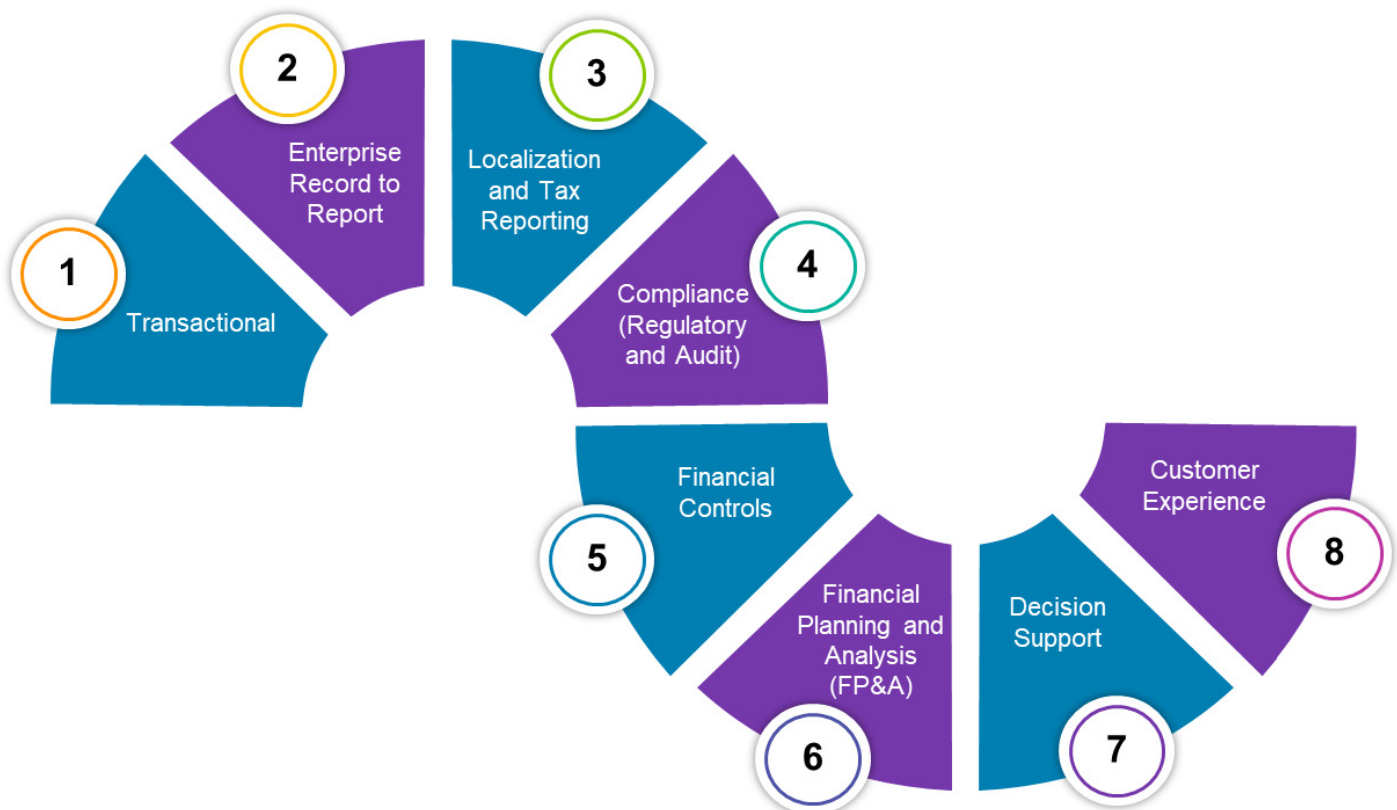 1
Transactional
2
Enterprise
Record to
Report
3
Localization
and Tax
Reporting
4
Compliance
(Regulatory
and Audit)
5
Financial
Controls
6
Financial
Planning and
Analysis
(FP&A)
7
Decision
Support
8
Customer
Experience